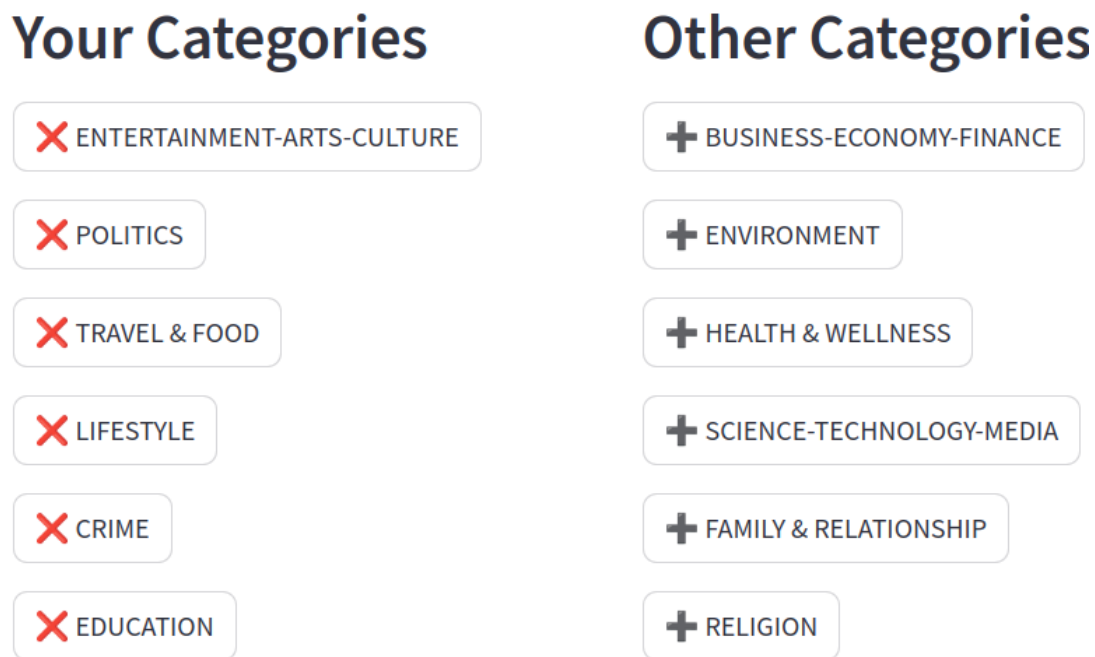 Your Categories
ENTERTAINMENT-ARTS-CULTURE
POLITICS
TRAVEL & FOOD
LIFESTYLE
CRIME
EDUCATION
Other Categories
BUSINESS-ECONOMY-FINANCE
ENVIRONMENT
HEALTH & WELLNESS
SCIENCE-TECHNOLOGY-MEDIA
FAMILY & RELATIONSHIP
RELIGION